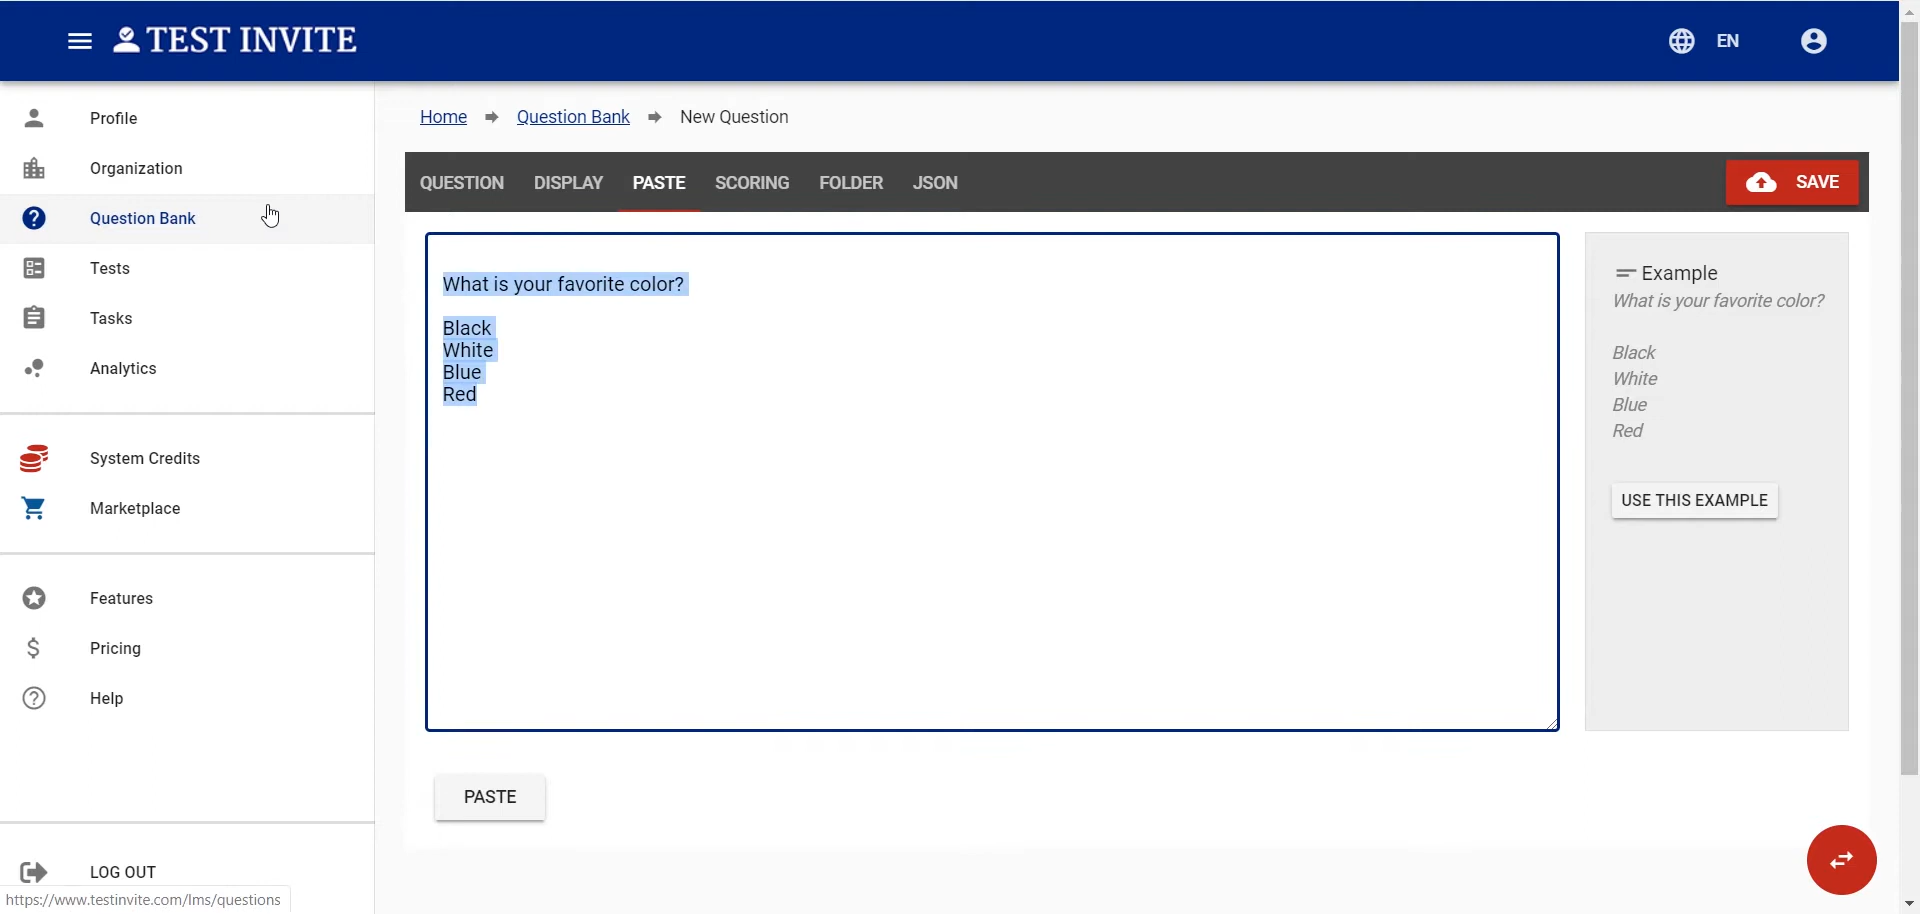 TEST INVITE
EN
Profile
Organization
Question Bank
Tests
Tasks
Analytics
System Credits
Marketplace
Features
Pricing
Help
LOG OUT
https://www.testinvite.com/lms/questions
Home Question Bank New Question
QUESTION DISPLAY PASTE SCORING FOLDER JSON SAVE
What is your favorite color?
Black
White
Blue
Red
PASTE
Example
What is your favorite color?
Black
White
Blue
Red
USE THIS EXAMPLE